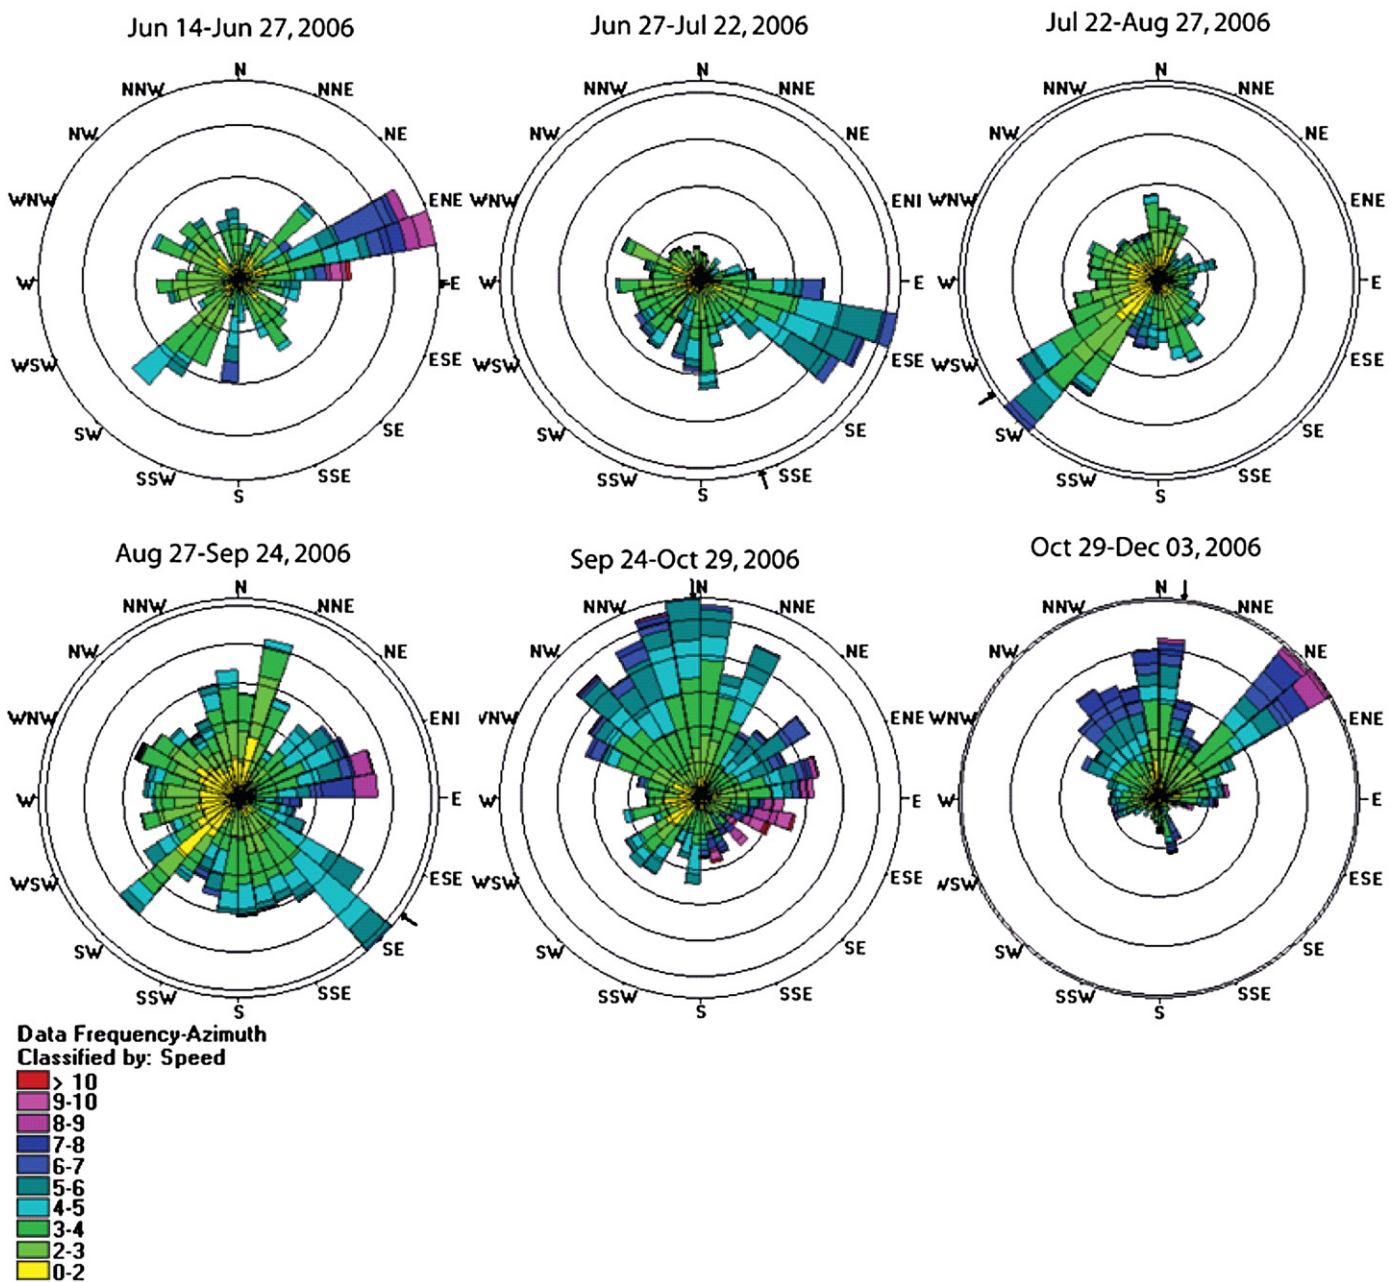 Jun 14-Jun 27, 2006
N
NNW NNE
NW NE
WNW ENE
W E
WSW ESE
SW SE
SSW SSE
S
Jun 27-Jul 22, 2006
N
NNW NNE
NW NE
WNW ENI
W E
WSW ESE
SW SE
SSW SSE
S
Jul 22-Aug 27, 2006
N
NNW NNE
NW NE
WNW ENE
W E
WSW ESE
SW SE
SSW SSE
S
Aug 27-Sep 24, 2006
N
NNW NNE
NW NE
WNW ENI
W E
WSW ESE
SW SE
SSW SSE
S
Sep 24-Oct 29, 2006
N
NNW NNE
NW NE
VNW ENE
W E
WSW ESE
SW SE
SSW SSE
S
Oct 29-Dec 03, 2006
N
NNW NNE
NW NE
WNW ENE
W E
WSW ESE
SW SE
SSW SSE
S
Data Frequency-Azimuth
Classified by: Speed
> 10
9-10
8-9
7-8
6-7
5-6
4-5
3-4
2-3
0-2